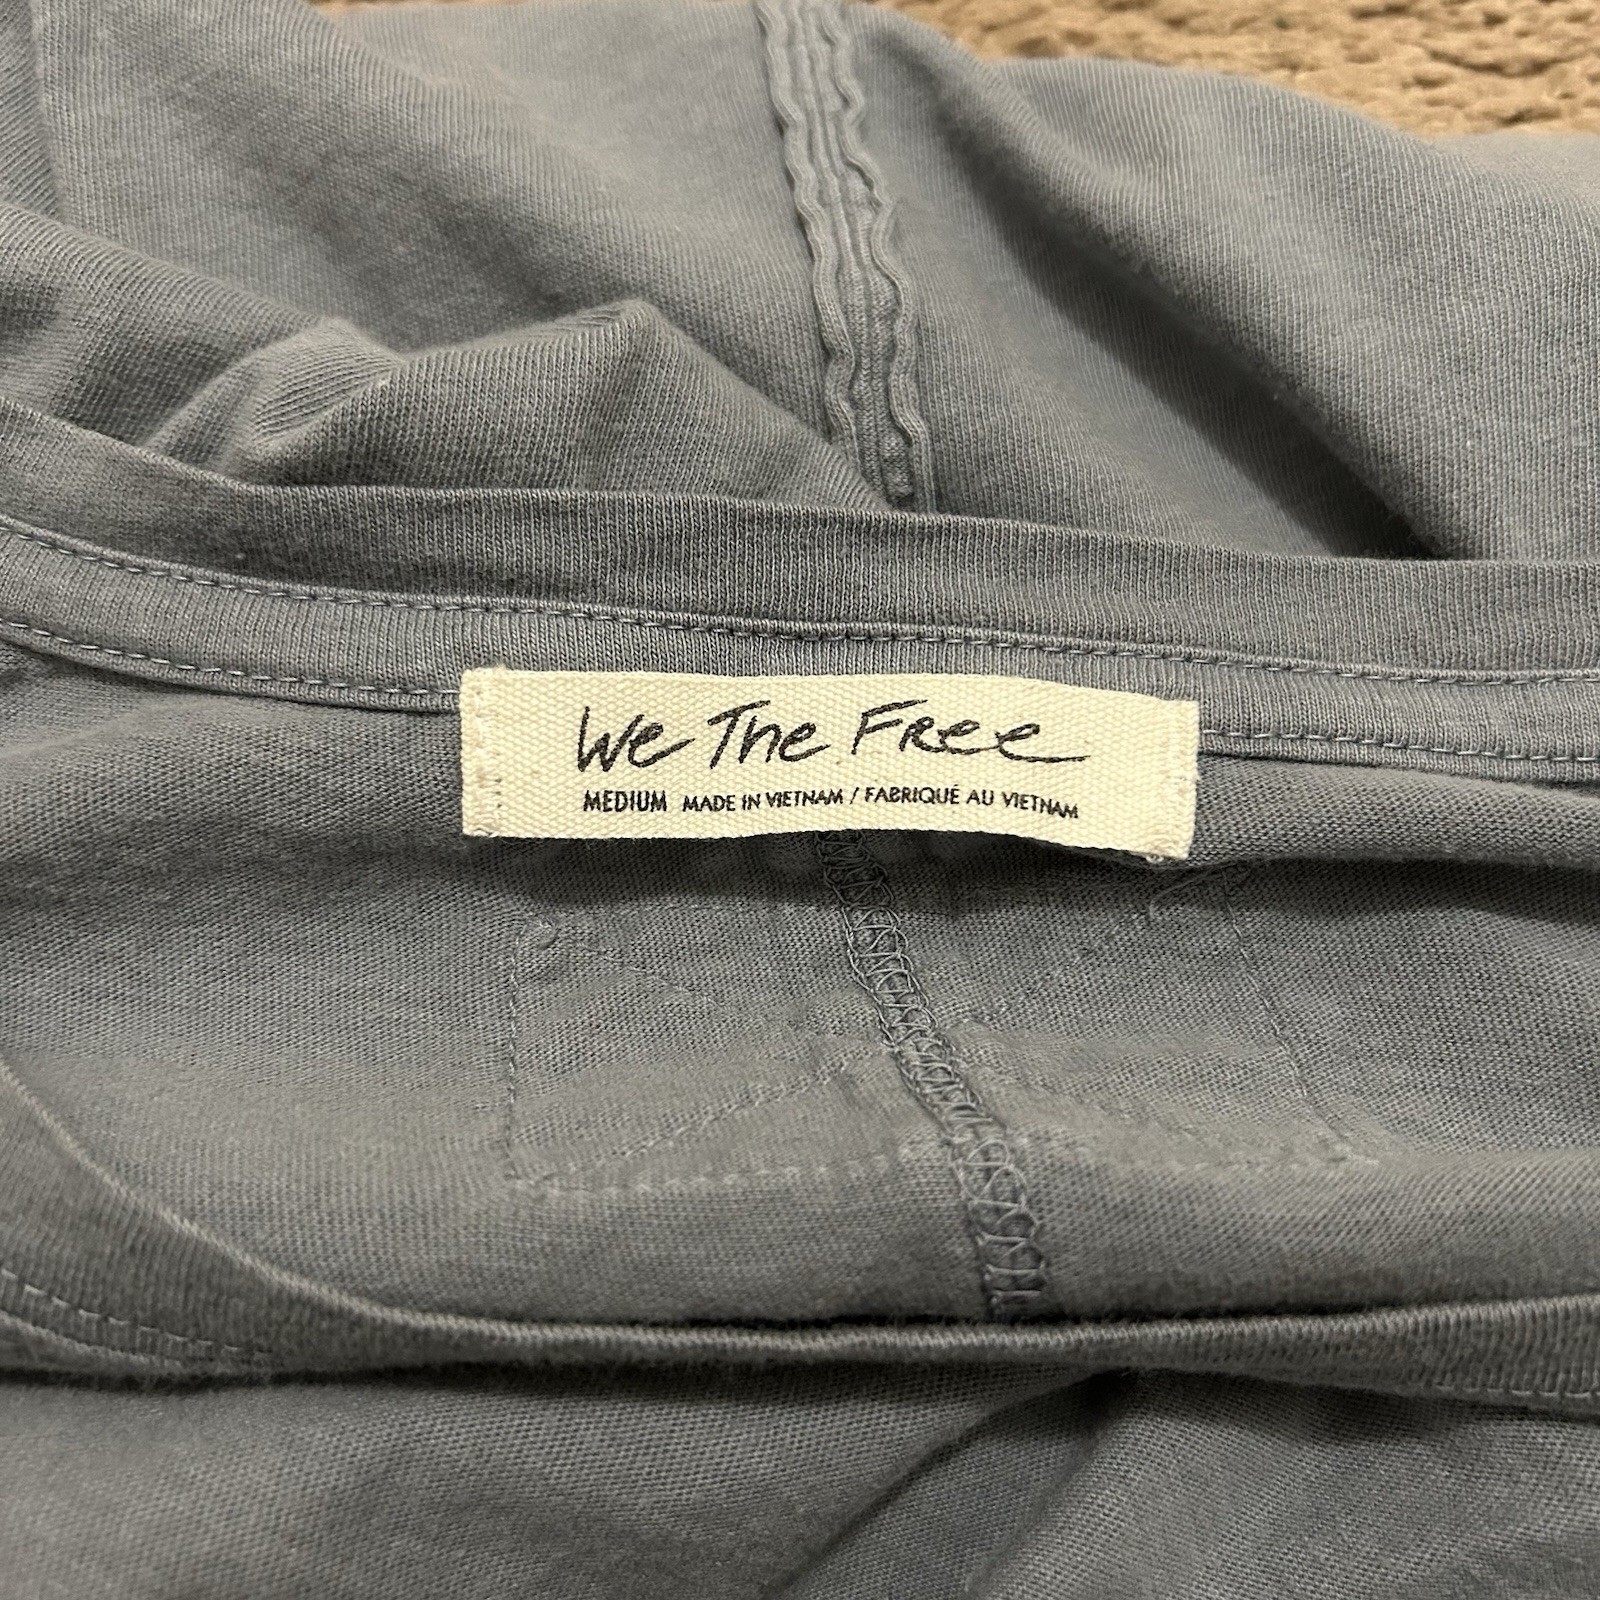 We The Free
MEDIUM MADE IN VIETNAM / FABRIQUÉ AU VIETNAM